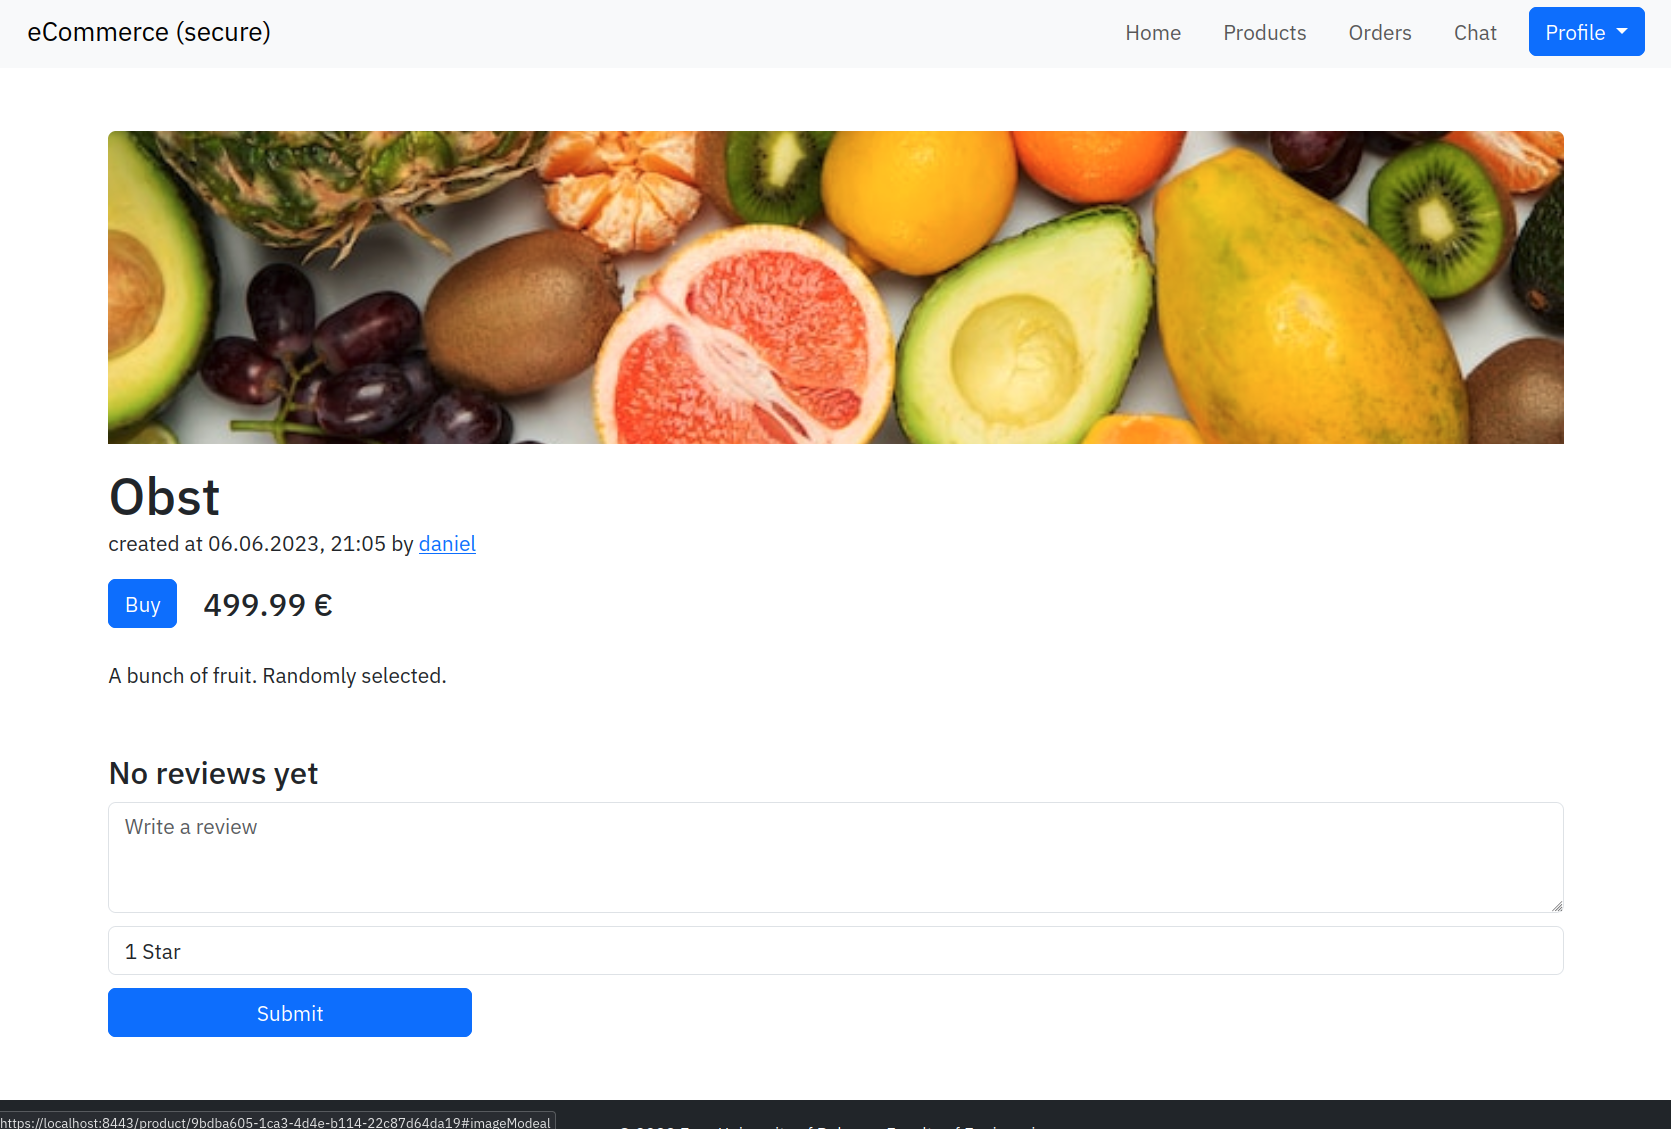 eCommerce (secure)
Home Products Orders Chat Profile
Obst
created at 06.06.2023, 21:05 by daniel
Buy 499.99 €
A bunch of fruit. Randomly selected.
No reviews yet
Write a review
1 Star
Submit
https://localhost:8443/product/9bdba605-1ca3-4d4e-b114-22c87d64da19#imageModeal